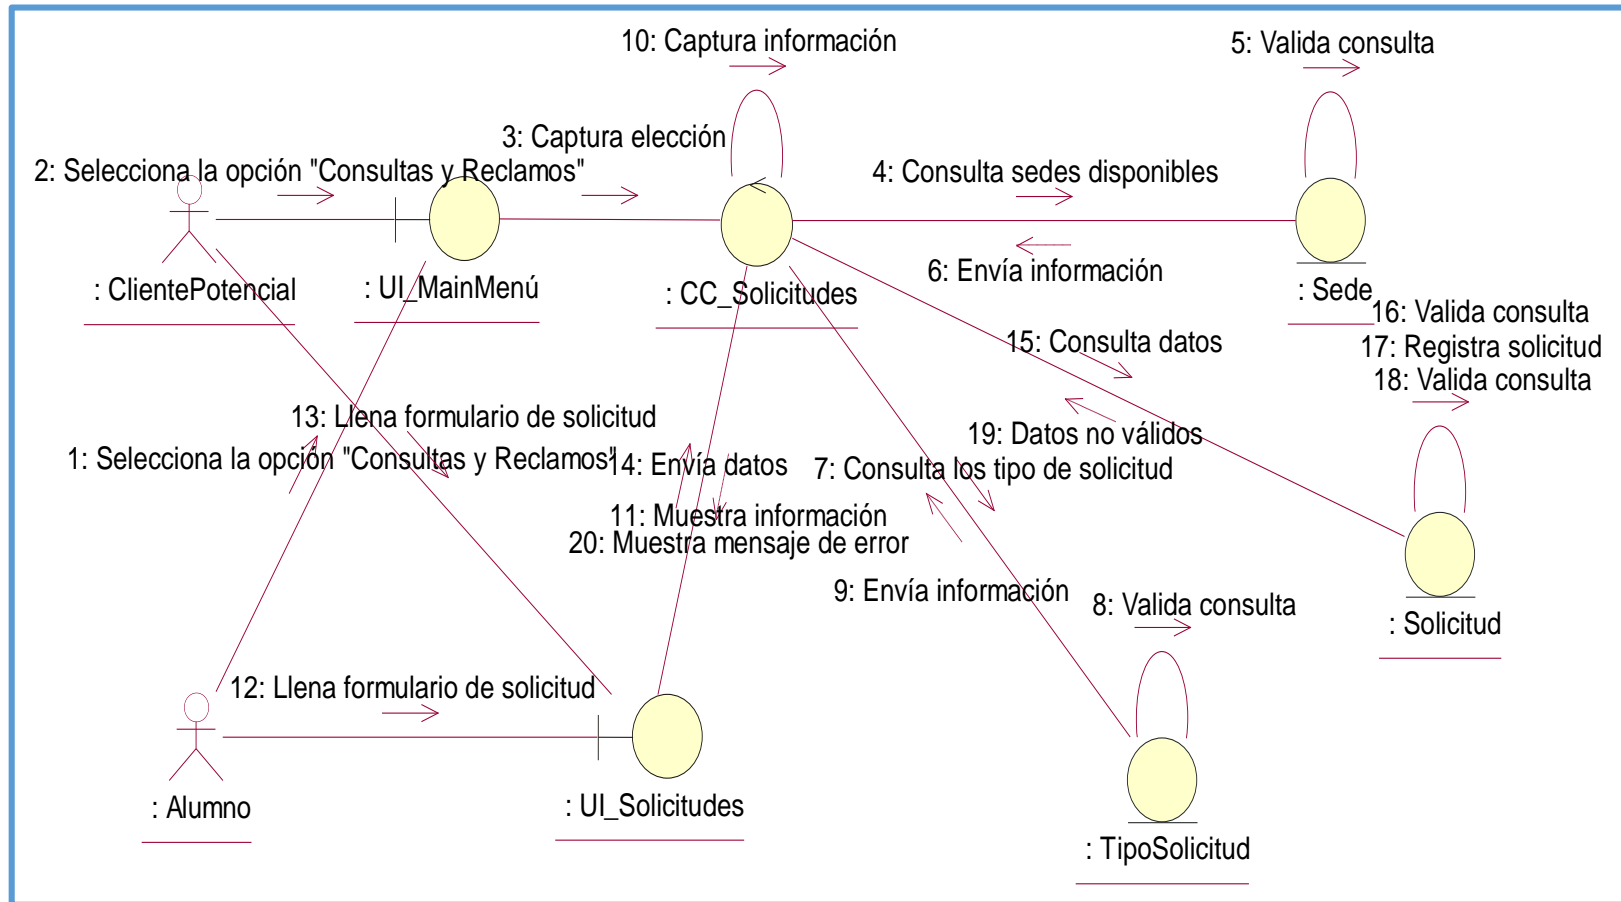 10: Captura información
5: Valida consulta
3: Captura elección
2: Selecciona la opción "Consultas y Reclamos"
4: Consulta sedes disponibles
6: Envía información
: ClientePotencial
: UI_MainMenú
: CC_Solicitudes
: Sede
16: Valida consulta
17: Registra solicitud
18: Valida consulta
15: Consulta datos
13: Llena formulario de solicitud
19: Datos no válidos
1: Selecciona la opción "Consultas y Reclamos"
14: Envía datos
7: Consulta los tipo de solicitud
11: Muestra información
20: Muestra mensaje de error
9: Envía información
8: Valida consulta
: Solicitud
12: Llena formulario de solicitud
: Alumno
: UI_Solicitudes
: TipoSolicitud